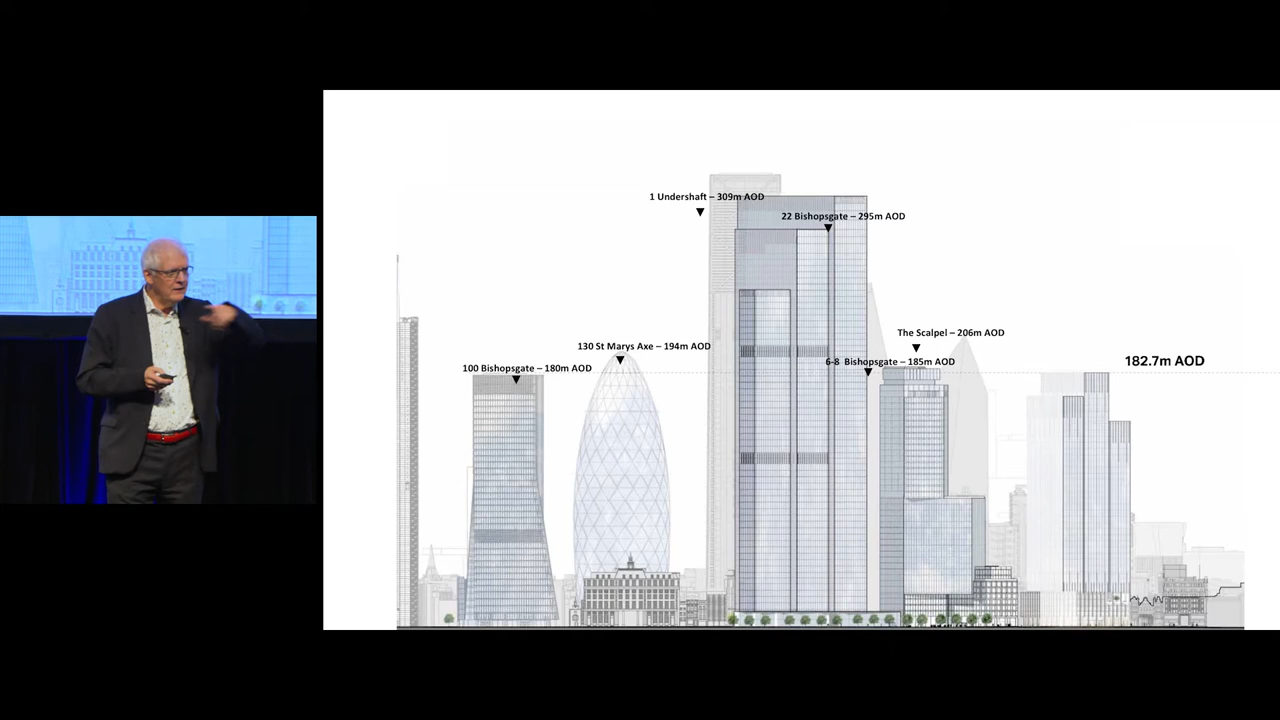 1 Undershaft – 309m AOD
22 Bishopsgate – 295m AOD
The Scalpel – 206m AOD
130 St Marys Axe – 194m AOD
6-8 Bishopsgate – 185m AOD
182.7m AOD
100 Bishopsgate – 180m AOD